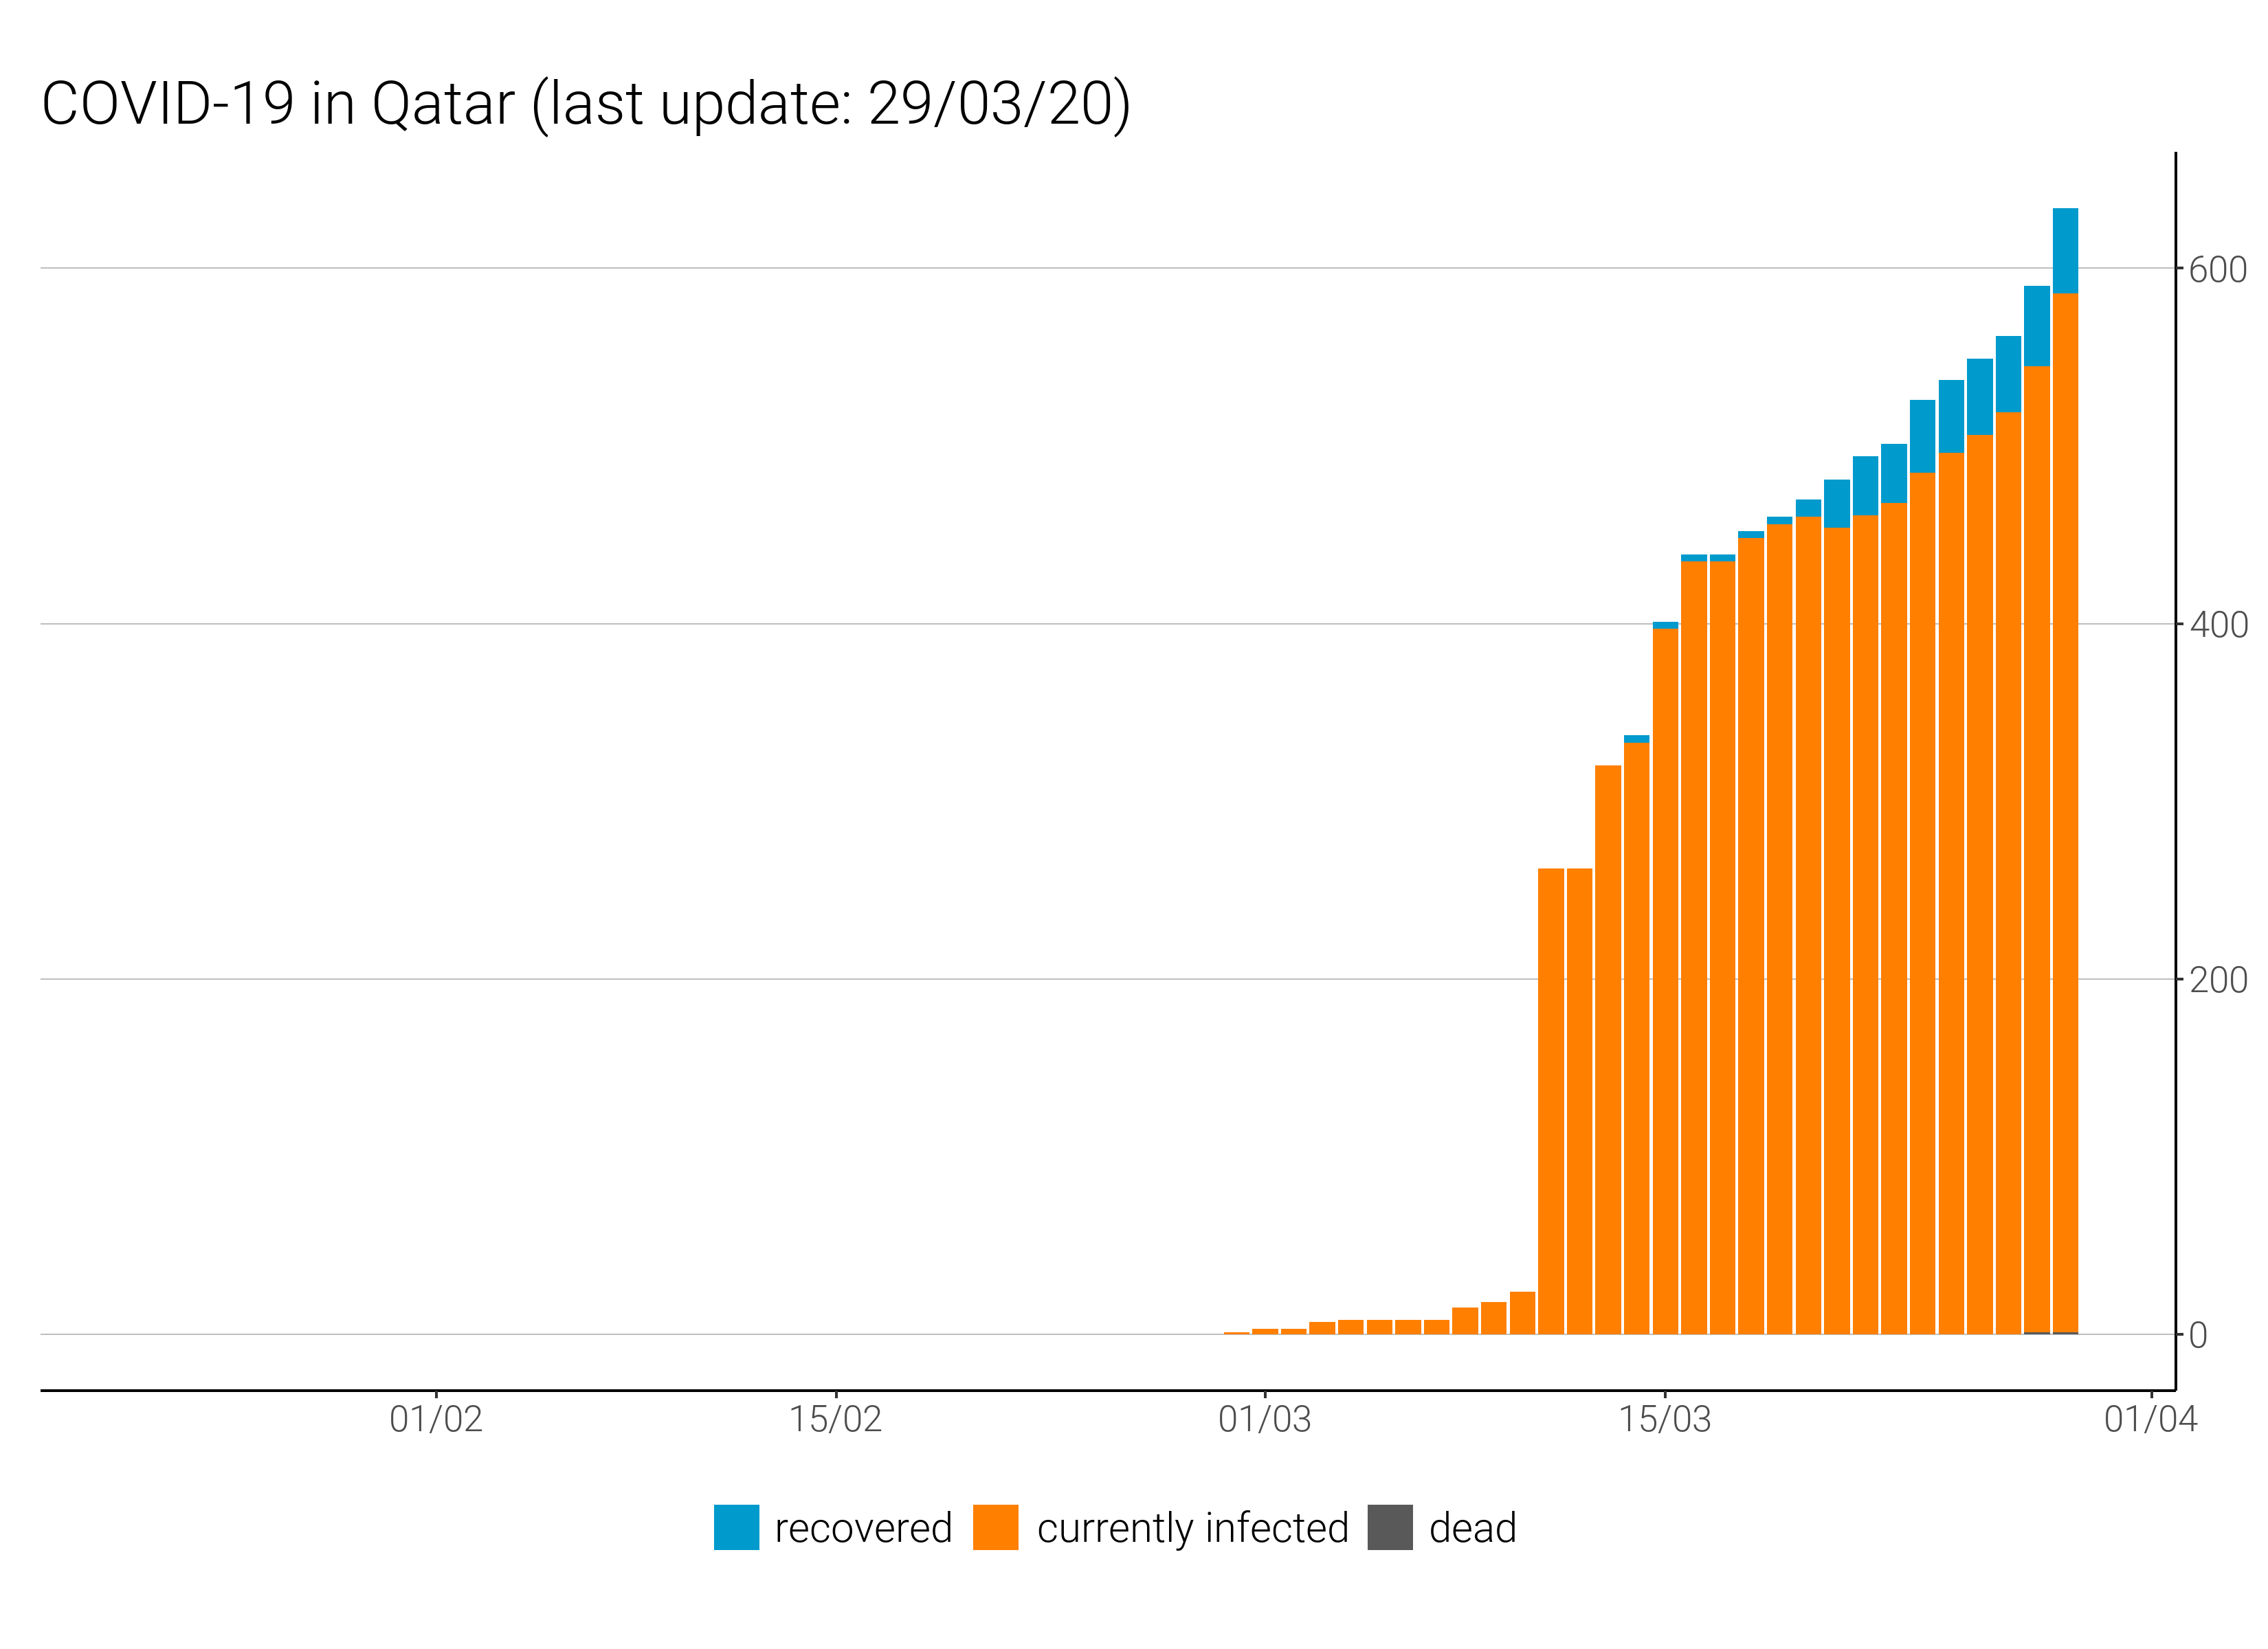 COVID-19 in Qatar (last update: 29/03/20)
600
400
200
0
01/02 15/02 01/03 15/03 01/04
recovered currently infected dead